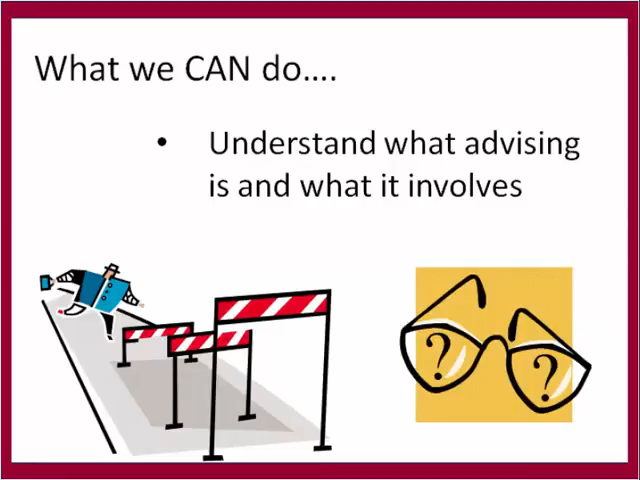 What we CAN do....
• Understand what advising
is and what it involves
? ?